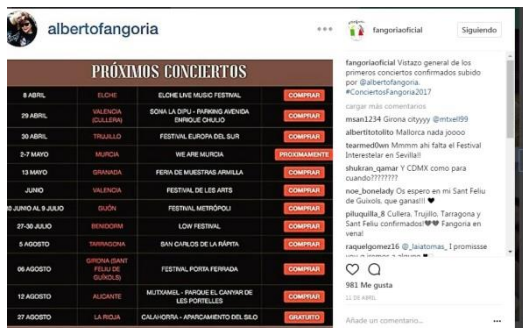 albertofangoria
PRÓXIMOS CONCIERTOS
8 ABRIL ELCHE ELCHE LIVE MUSIC FESTIVAL COMPRAR
29 ABRIL VALENCIA (CULLERA) SONA LA DIPU - PARKING AVENIDA ENRIQUE CHULIO COMPRAR
30 ABRIL TRUJILLO FESTIVAL EUROPA DEL SUR COMPRAR
2-7 MAYO MURCIA WE ARE MURCIA PROXIMAMENTE
13 MAYO GRANADA FERIA DE MUESTRAS ARMILLA COMPRAR
JUNIO VALENCIA FESTIVAL DE LES ARTS COMPRAR
JUNIO AL 9 JULIO GIJÓN FESTIVAL METRÓPOLI COMPRAR
27-30 JULIO BENIDORM LOW FESTIVAL COMPRAR
5 AGOSTO TARRAGONA SAN CARLOS DE LA RÁPITA COMPRAR
06 AGOSTO GIRONA (SANT FELIU DE GUÍXOLS) FESTIVAL PORTA FERRADA COMPRAR
12 AGOSTO ALICANTE MUTXAMEL - PARQUE EL CANYAR DE LES PORTELLES COMPRAR
27 AGOSTO LA RIOJA CALAHORRA - APARCAMIENTO DEL SILO GRATUITO
fangoriaoficial Siguiendo
fangoriaoficial Vistazo general de los
primeros conciertos confirmados subido
por @albertofangoria.
#ConciertosFangoria2017
cargar más comentarios
msan1234 Girona cityyyy @mtxell99
albertitotolito Mallorca nada joooo
tearmed0wn Mmmm ahi falta el Festival
Interestelar en Sevilla!!
shukran_qamar Y CDMX como para
cuando????????
noe_bonelady Os espero en mi Sant Feliu
de Guixols, que ganas!!! ♥
piluquilla_8 Cullera, Trujillo, Tarragona y
Sant Feliu confirmados!♥♥ Fangoria en
vena!
raquelgomez16 @_laiatomas_ I promissse
981 Me gusta
11 DE ABRIL
Añade un comentario...